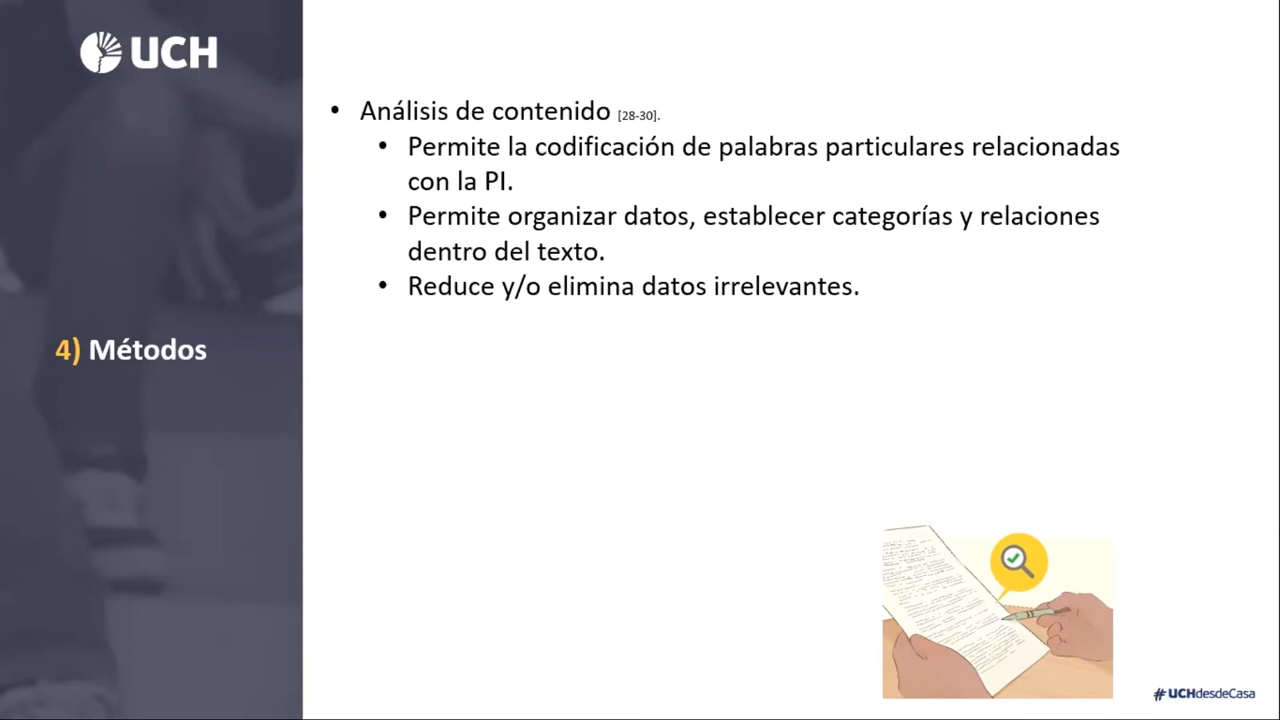 UCH
• Análisis de contenido [28-30].
• Permite la codificación de palabras particulares relacionadas
con la PI.
• Permite organizar datos, establecer categorías y relaciones
dentro del texto.
• Reduce y/o elimina datos irrelevantes.
4) Métodos
#UCHdesdeCasa